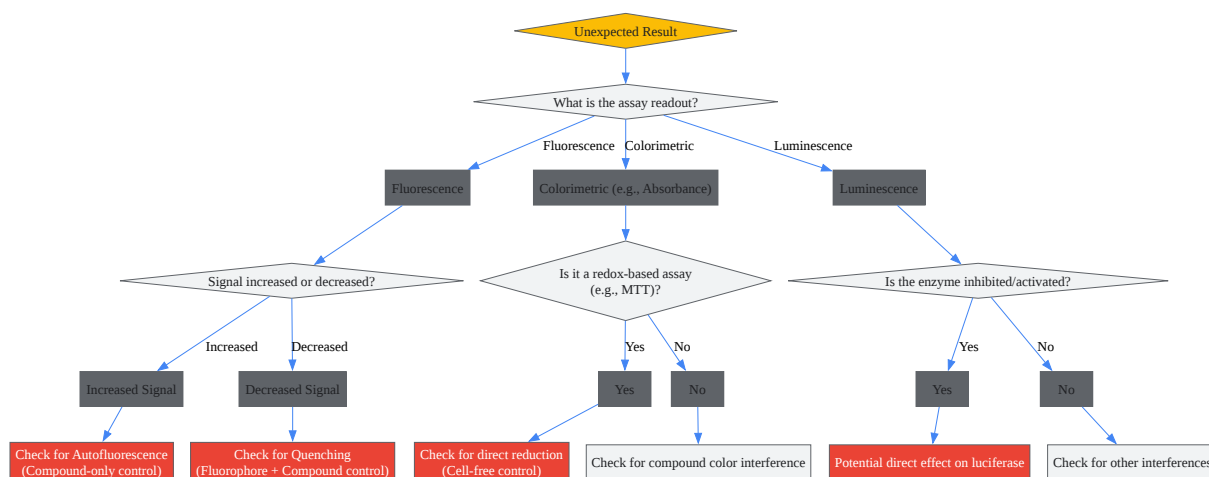 Unexpected Result
What is the assay readout?
Fluorescence
Colorimetric
Luminescence
Fluorescence
Colorimetric (e.g., Absorbance)
Luminescence
Signal increased or decreased?
Is it a redox-based assay
(e.g., MTT)?
Is the enzyme inhibited/activated?
Increased
Decreased
Yes
No
Yes
No
Increased Signal
Decreased Signal
Yes
No
Yes
No
Check for Autofluorescence
(Compound-only control)
Check for Quenching
(Fluorophore + Compound control)
Check for direct reduction
(Cell-free control)
Check for compound color interference
Potential direct effect on luciferase
Check for other interferences